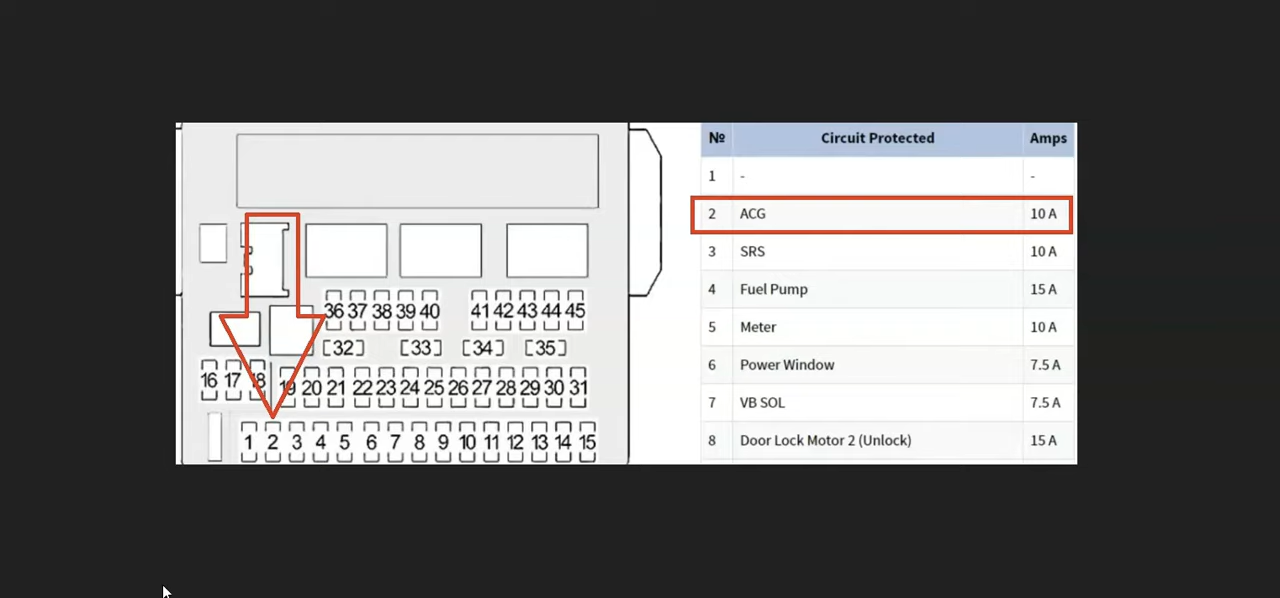 36 37 38 39 40 41 42 43 44 45
32 33 34 35
16 17 18 19 20 21 22 23 24 25 26 27 28 29 30 31
1 2 3 4 5 6 7 8 9 10 11 12 13 14 15
№ Circuit Protected Amps
1 - -
2 ACG 10 A
3 SRS 10 A
4 Fuel Pump 15 A
5 Meter 10 A
6 Power Window 7.5 A
7 VB SOL 7.5 A
8 Door Lock Motor 2 (Unlock) 15 A